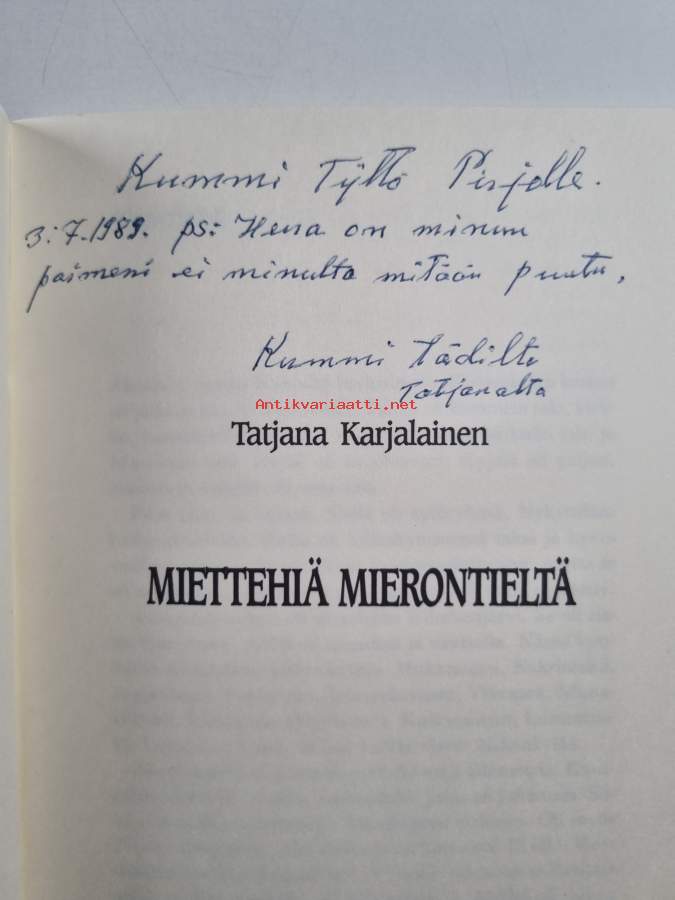 Kummi Tyttö Pirjolle.
3.7.1989. ps: Herra on minun
paimeni ei minulta mitään puutu,
Kummi tädiltä
Tatjanalta
Antikvariaatti.net
Tatjana Karjalainen
MIETTEHIÄ MIERONTIELTÄ